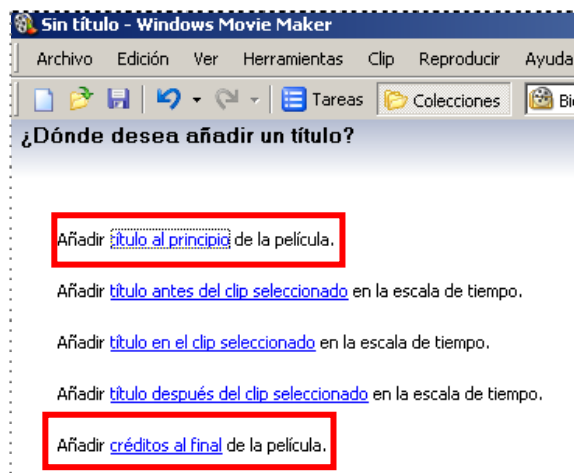 Sin título - Windows Movie Maker
Archivo Edición Ver Herramientas Clip Reproducir Ayuda
Tareas Colecciones
¿Dónde desea añadir un título?
Añadir título al principio de la película.
Añadir título antes del clip seleccionado en la escala de tiempo.
Añadir título en el clip seleccionado en la escala de tiempo.
Añadir título después del clip seleccionado en la escala de tiempo.
Añadir créditos al final de la película.